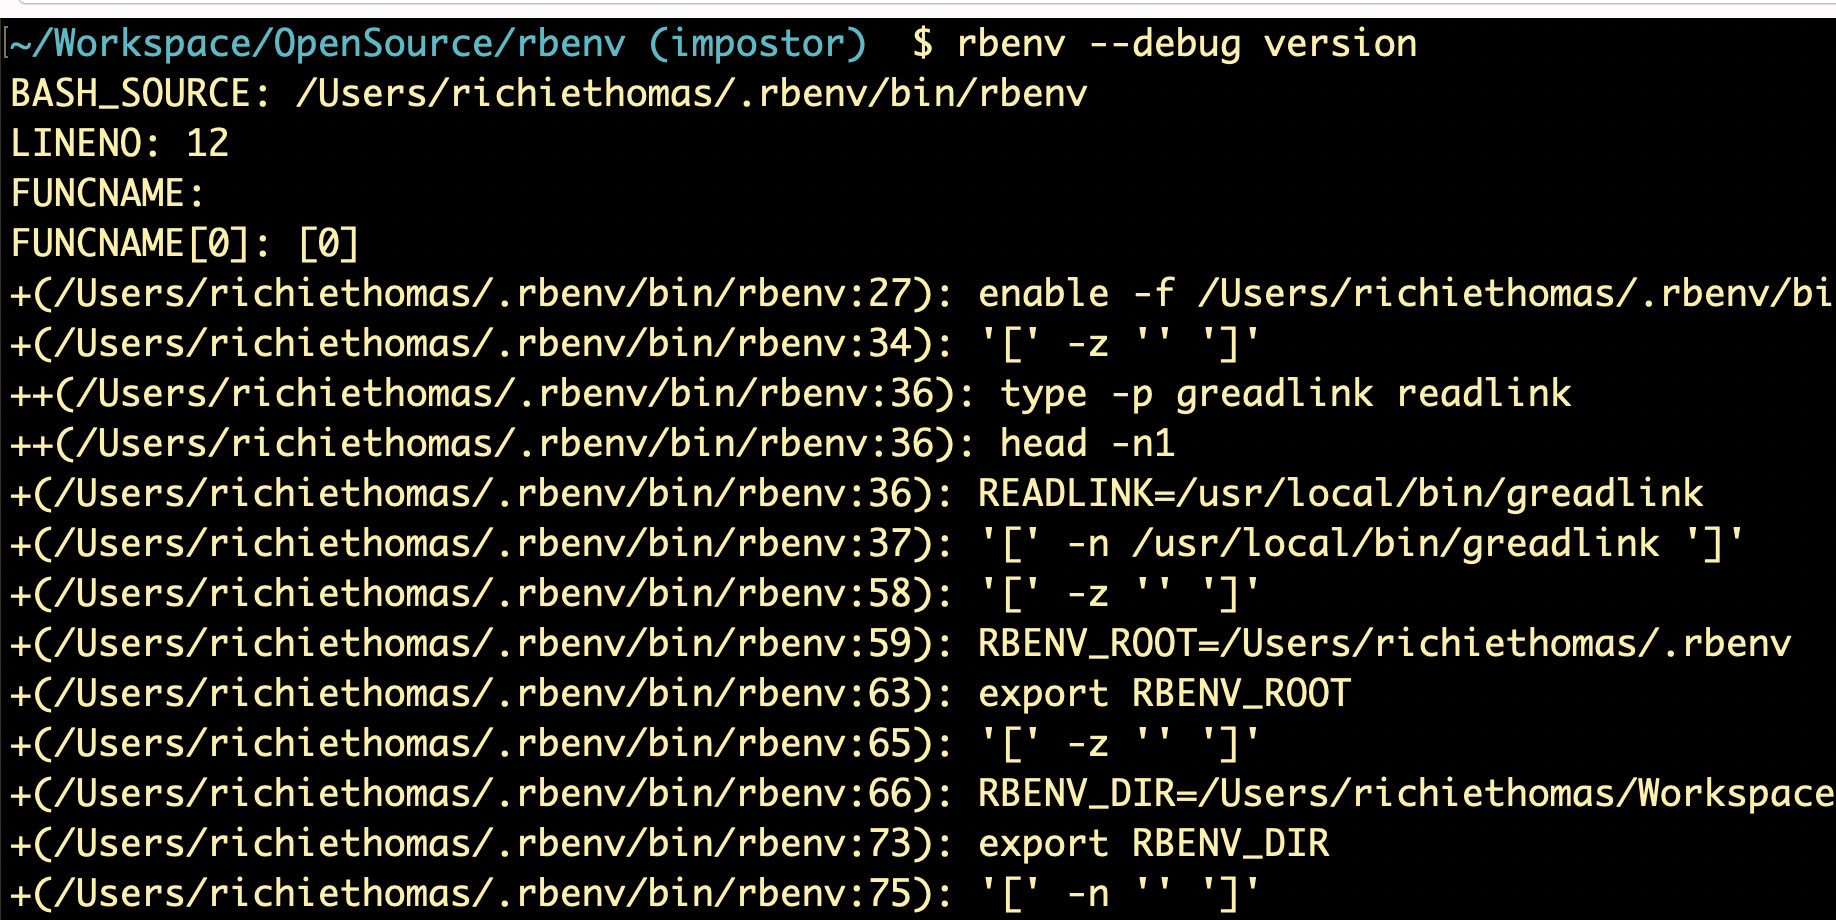 [~/Workspace/OpenSource/rbenv (impostor)  $ rbenv --debug version
BASH_SOURCE: /Users/richiethomas/.rbenv/bin/rbenv
LINENO: 12
FUNCNAME:
FUNCNAME[0]: [0]
+(/Users/richiethomas/.rbenv/bin/rbenv:27): enable -f /Users/richiethomas/.rbenv/bi
+(/Users/richiethomas/.rbenv/bin/rbenv:34): '[' -z '' ']'
++(/Users/richiethomas/.rbenv/bin/rbenv:36): type -p greadlink readlink
++(/Users/richiethomas/.rbenv/bin/rbenv:36): head -n1
+(/Users/richiethomas/.rbenv/bin/rbenv:36): READLINK=/usr/local/bin/greadlink
+(/Users/richiethomas/.rbenv/bin/rbenv:37): '[' -n /usr/local/bin/greadlink ']'
+(/Users/richiethomas/.rbenv/bin/rbenv:58): '[' -z '' ']'
+(/Users/richiethomas/.rbenv/bin/rbenv:59): RBENV_ROOT=/Users/richiethomas/.rbenv
+(/Users/richiethomas/.rbenv/bin/rbenv:63): export RBENV_ROOT
+(/Users/richiethomas/.rbenv/bin/rbenv:65): '[' -z '' ']'
+(/Users/richiethomas/.rbenv/bin/rbenv:66): RBENV_DIR=/Users/richiethomas/Workspace
+(/Users/richiethomas/.rbenv/bin/rbenv:73): export RBENV_DIR
+(/Users/richiethomas/.rbenv/bin/rbenv:75): '[' -n '' ']'